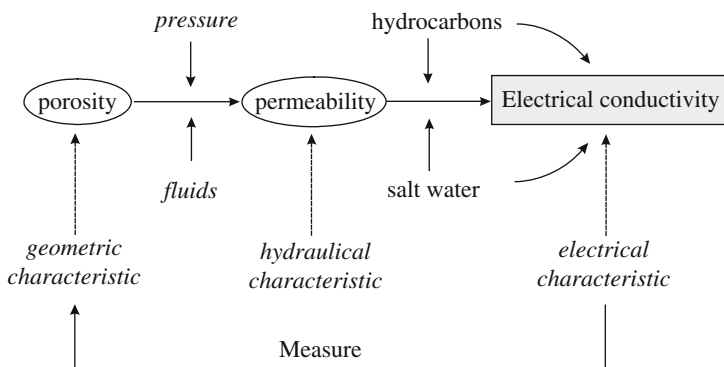 pressure
hydrocarbons
porosity
permeability
Electrical conductivity
fluids
salt water
geometric
characteristic
hydraulical
characteristic
electrical
characteristic
Measure